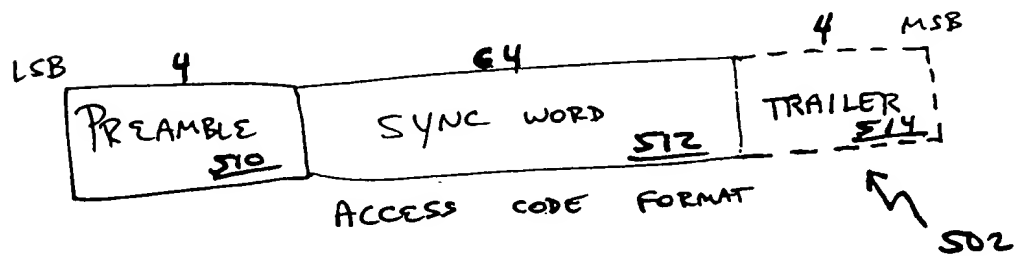 LSB 4 64 4 MSB
PREAMBLE SYNC WORD TRAILER
510 512 514
ACCESS CODE FORMAT
502